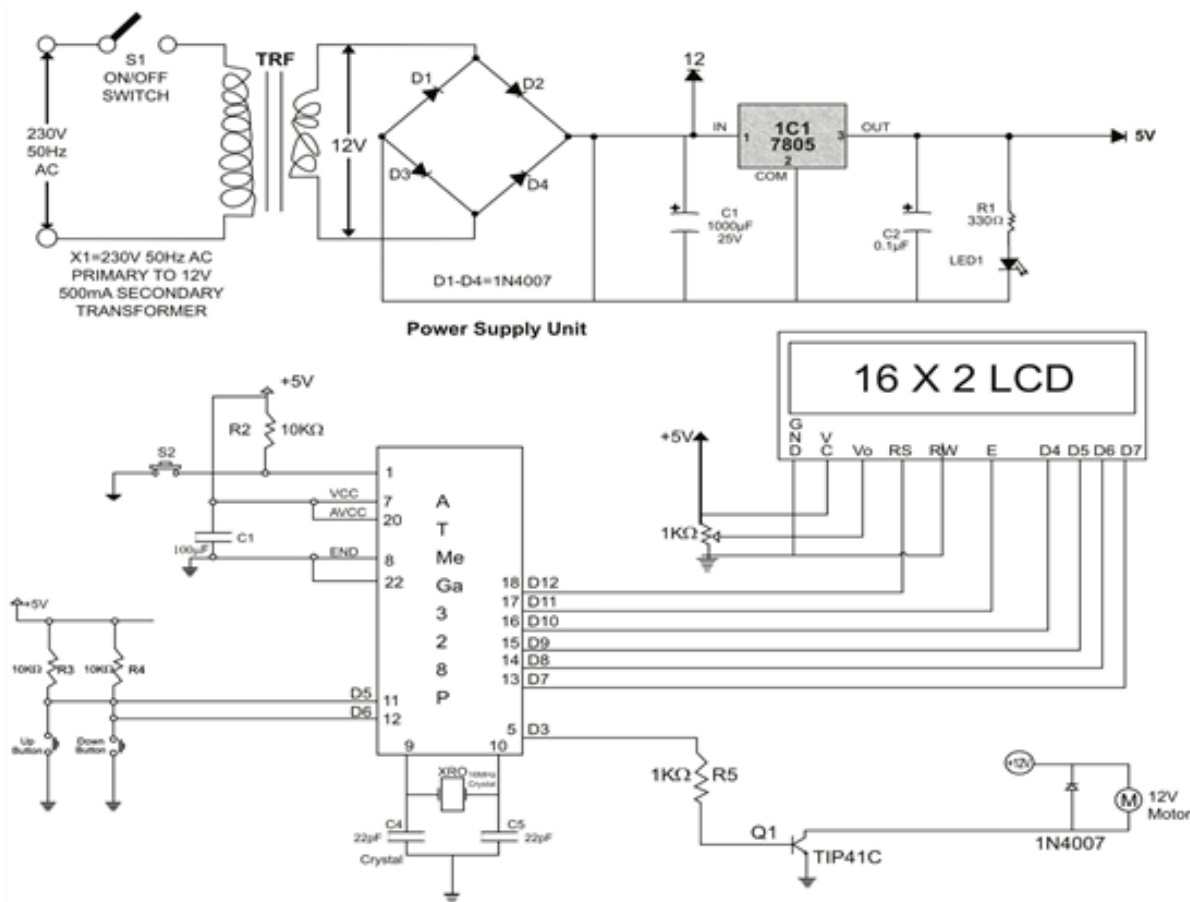 S1
ON/OFF
SWITCH
TRF
230V
50Hz
AC
12V
D1
D2
D3
D4
12
IN
1
1C1
7805
2
3
OUT
COM
5V
C1
1000μF
25V
C2
0.1μF
R1
330Ω
LED1
X1=230V 50Hz AC
PRIMARY TO 12V
500mA SECONDARY
TRANSFORMER
D1-D4=1N4007
Power Supply Unit
16 X 2 LCD
GND
VC
Vo
RS
RW
E
D4
D5
D6
D7
+5V
1KΩ
+5V
R2
10KΩ
S2
1
VCC
7
AVCC
20
C1
100μF
END
8
22
A
T
Me
Ga
3
2
8
P
18 D12
17 D11
16 D10
15 D9
14 D8
13 D7
5 D3
+5V
10KΩ R3
10KΩ R4
D5
11
D6
12
Up
Button
Down
Button
9
10
XRO
16MHz
Crystal
C4
22pF
C5
22pF
Crystal
1KΩ
R5
Q1
TIP41C
+12V
M
12V
Motor
1N4007